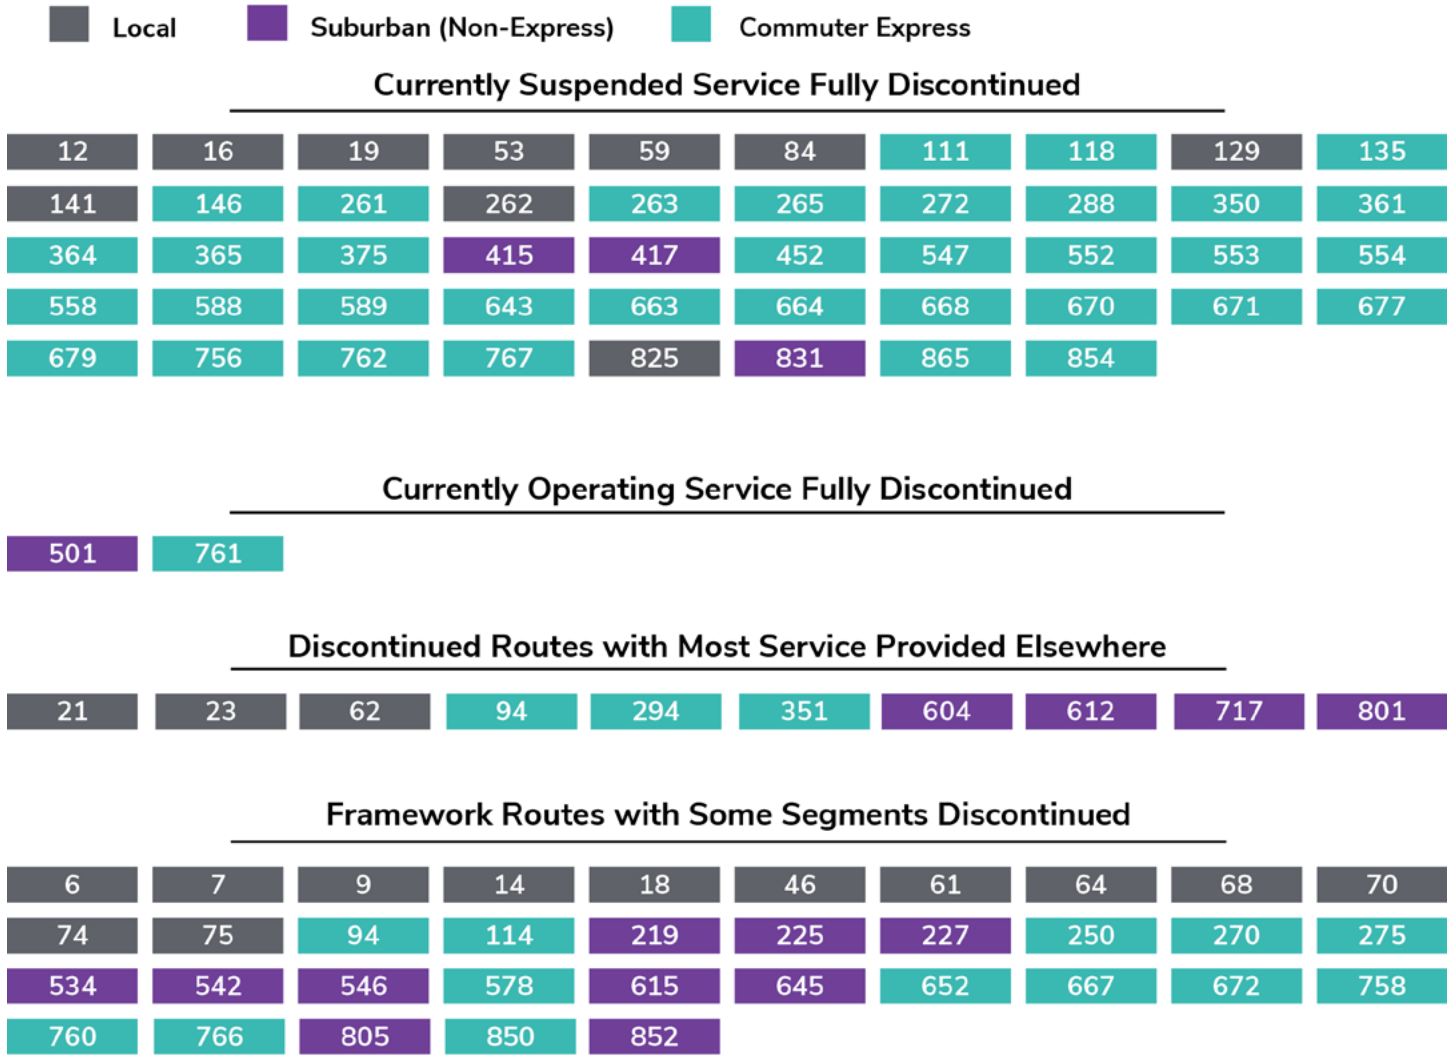 Local Suburban (Non-Express) Commuter Express
Currently Suspended Service Fully Discontinued
12 16 19 53 59 84 111 118 129 135
141 146 261 262 263 265 272 288 350 361
364 365 375 415 417 452 547 552 553 554
558 588 589 643 663 664 668 670 671 677
679 756 762 767 825 831 865 854
Currently Operating Service Fully Discontinued
501 761
Discontinued Routes with Most Service Provided Elsewhere
21 23 62 94 294 351 604 612 717 801
Framework Routes with Some Segments Discontinued
6 7 9 14 18 46 61 64 68 70
74 75 94 114 219 225 227 250 270 275
534 542 546 578 615 645 652 667 672 758
760 766 805 850 852